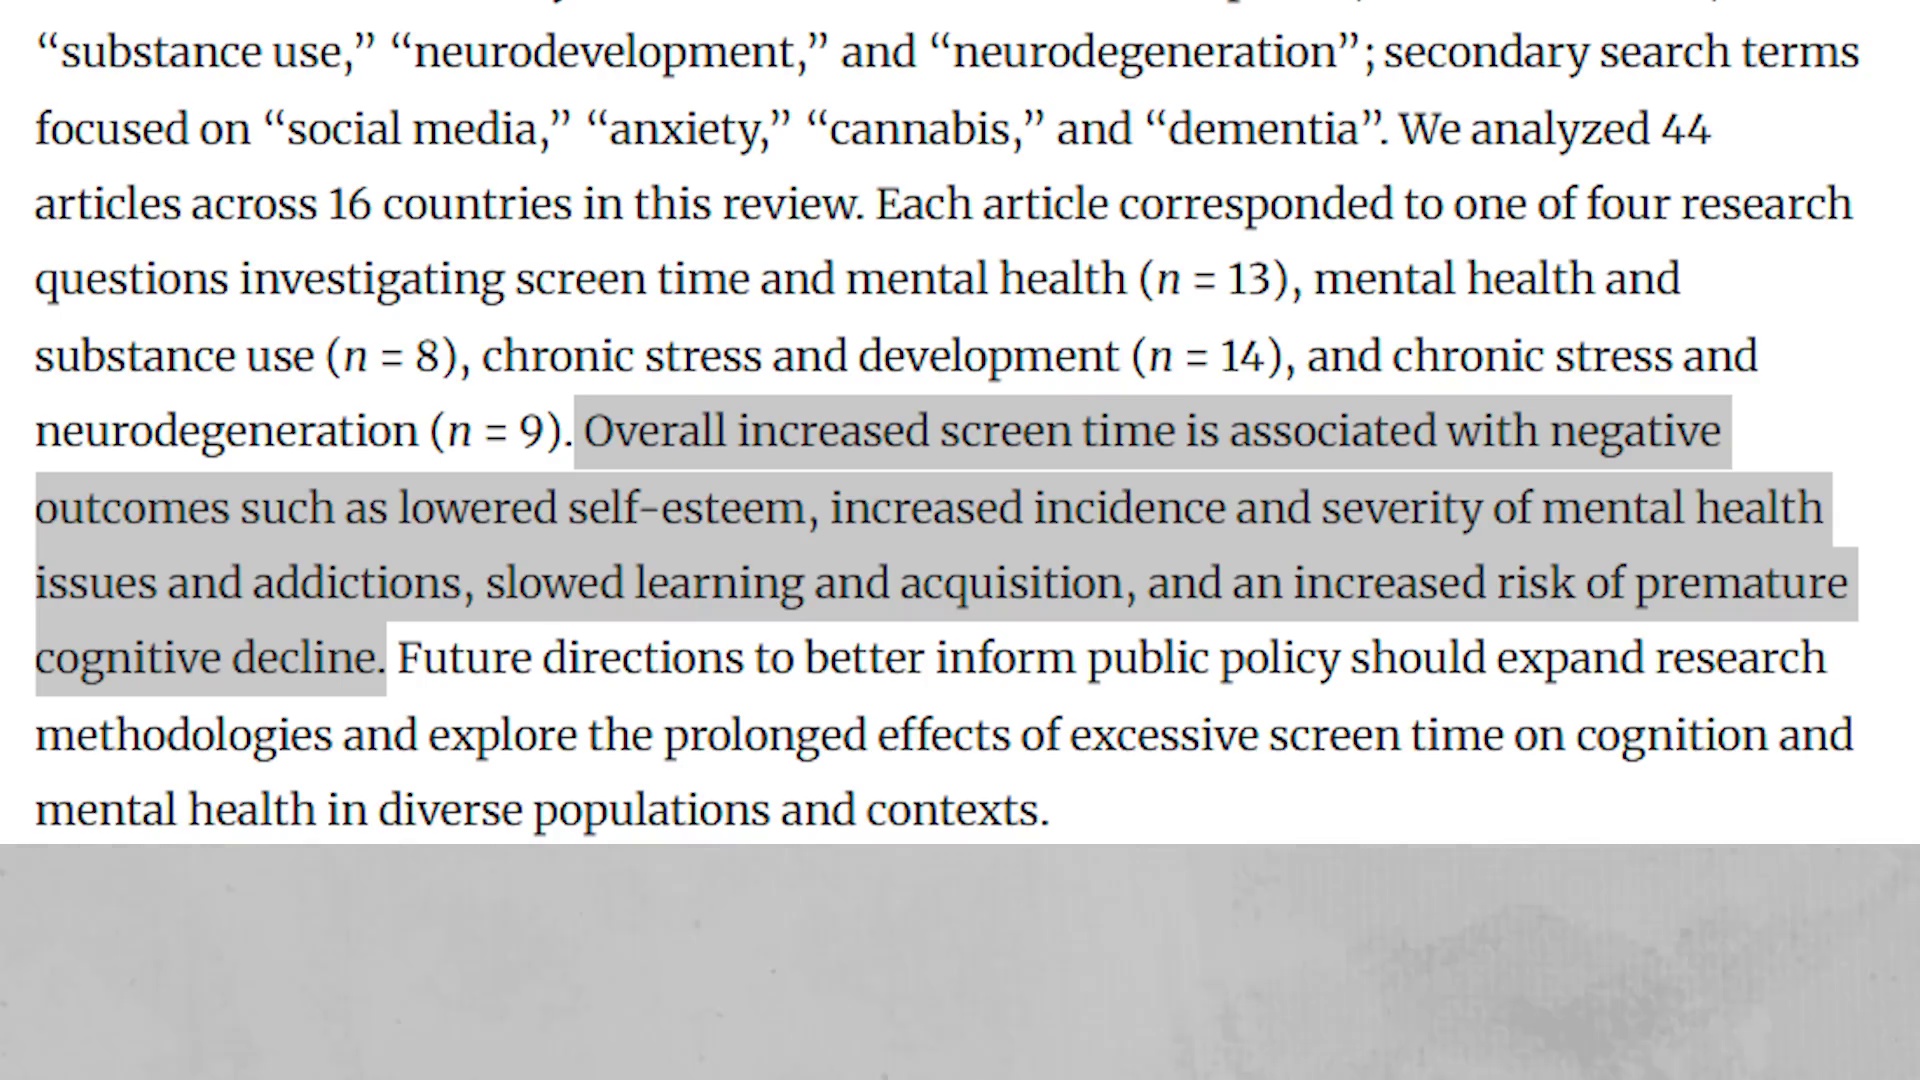 “substance use,” “neurodevelopment,” and “neurodegeneration”; secondary search terms
focused on “social media,” “anxiety,” “cannabis,” and “dementia”. We analyzed 44
articles across 16 countries in this review. Each article corresponded to one of four research
questions investigating screen time and mental health (n = 13), mental health and
substance use (n = 8), chronic stress and development (n = 14), and chronic stress and
neurodegeneration (n = 9). Overall increased screen time is associated with negative
outcomes such as lowered self-esteem, increased incidence and severity of mental health
issues and addictions, slowed learning and acquisition, and an increased risk of premature
cognitive decline. Future directions to better inform public policy should expand research
methodologies and explore the prolonged effects of excessive screen time on cognition and
mental health in diverse populations and contexts.